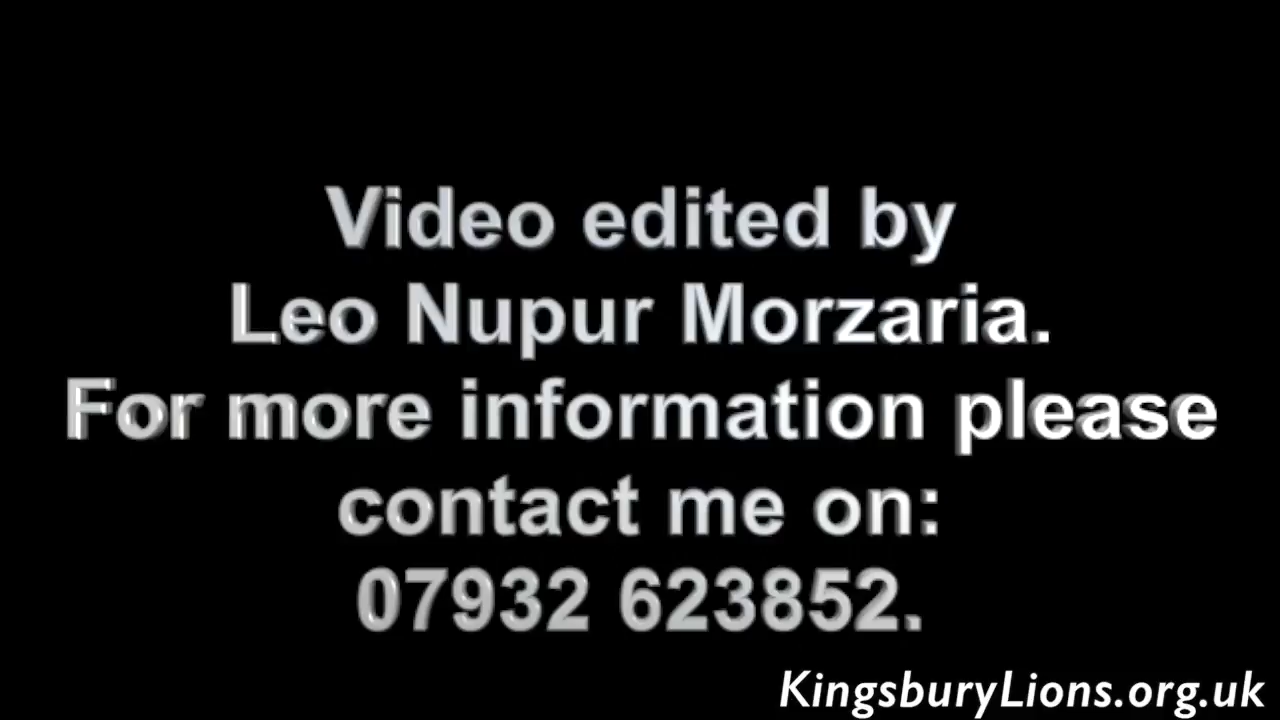 Video edited by
Leo Nupur Morzaria.
For more information please
contact me on:
07932 623852.
KingsburyLions.org.uk